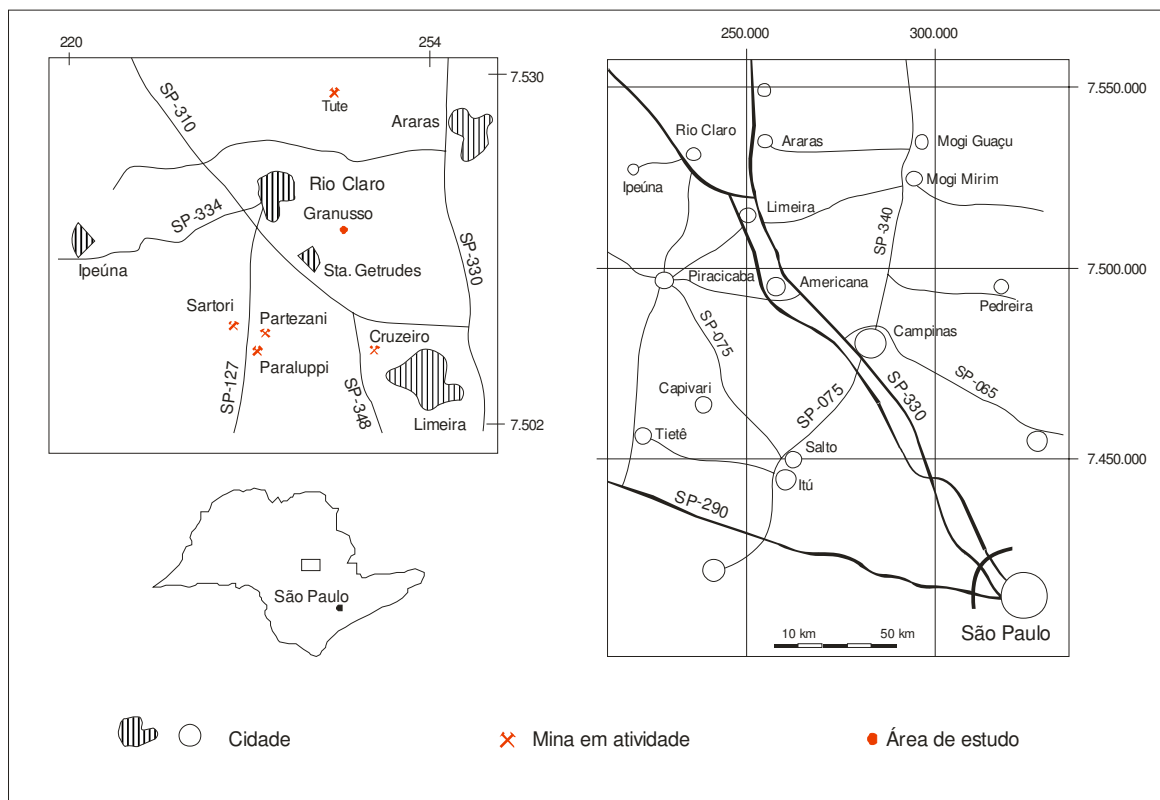 220
254
7.530
SP-310
Tute
Araras
Rio Claro
Granusso
SP-334
SP-330
Ipeúna
Sta. Getrudes
Sartori
Partezani
Cruzeiro
Paraluppi
SP-127
SP-348
Limeira
7.502
São Paulo
250.000
300.000
7.550.000
Rio Claro
Araras
Mogi Guaçu
Ipeúna
Mogi Mirim
Limeira
SP-340
7.500.000
Piracicaba
Americana
Pedreira
SP-075
Campinas
Capivari
SP-075
SP-330
SP-065
Tietê
Salto
7.450.000
Itú
SP-290
10 km
50 km
São Paulo
Cidade
Mina em atividade
Área de estudo